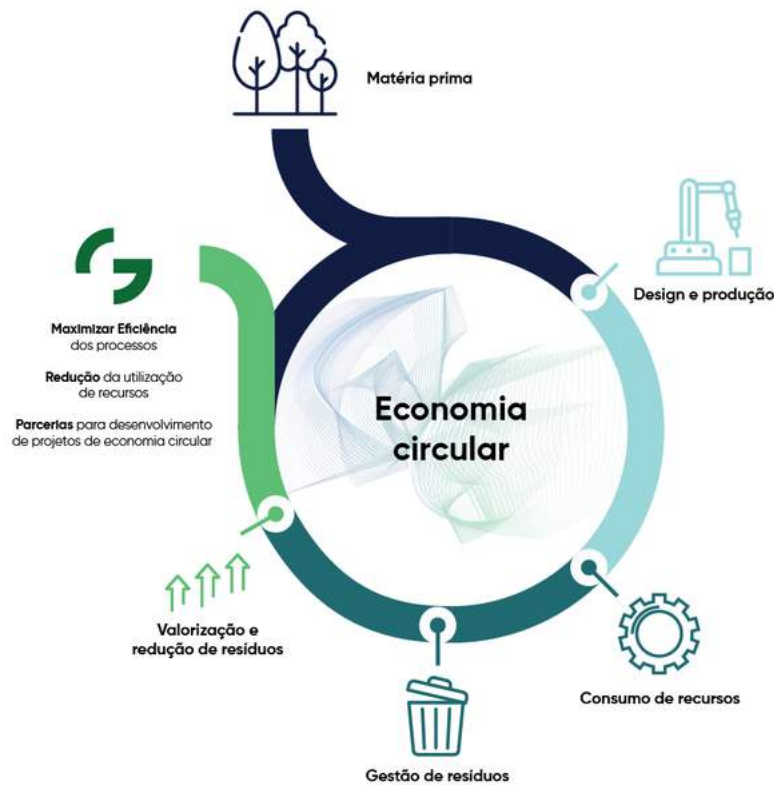 Matéria prima
Design e produção
Maximizar Eficiência
dos processos
Redução da utilização
de recursos
Parcerias para desenvolvimento
de projetos de economia circular
Economia
circular
Valorização e
redução de resíduos
Consumo de recursos
Gestão de resíduos